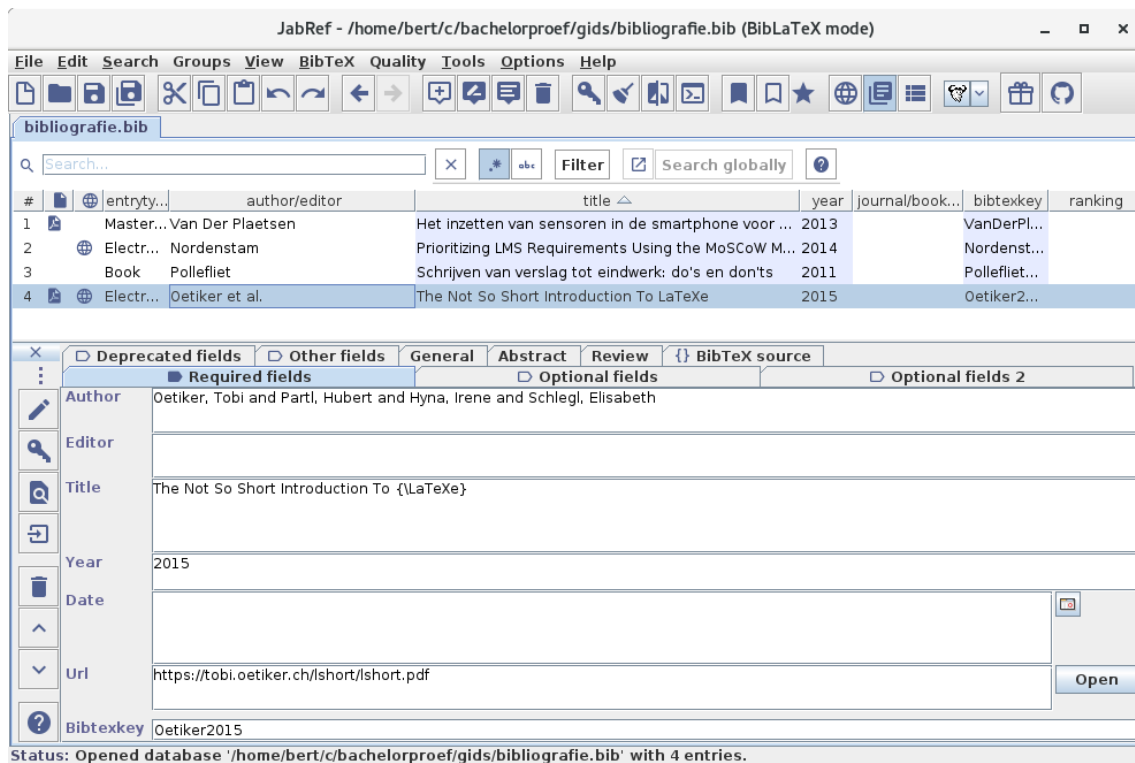 JabRef - /home/bert/c/bachelorproef/gids/bibliografie.bib (BibLaTeX mode)
File Edit Search Groups View BibTeX Quality Tools Options Help
bibliografie.bib
Search... .* abc Filter Search globally
# entryty... author/editor title year journal/book... bibtexkey ranking
1 Master... Van Der Plaetsen Het inzetten van sensoren in de smartphone voor ... 2013 VanDerPl...
2 Electr... Nordenstam Prioritizing LMS Requirements Using the MoSCoW M... 2014 Nordenst...
3 Book Pollefliet Schrijven van verslag tot eindwerk: do's en don'ts 2011 Pollefliet...
4 Electr... Oetiker et al. The Not So Short Introduction To LaTeXe 2015 Oetiker2...
Deprecated fields Other fields General Abstract Review {} BibTeX source
Required fields Optional fields Optional fields 2
Author Oetiker, Tobi and Partl, Hubert and Hyna, Irene and Schlegl, Elisabeth
Editor
Title The Not So Short Introduction To {\LaTeXe}
Year 2015
Date
Url https://tobi.oetiker.ch/lshort/lshort.pdf Open
Bibtexkey Oetiker2015
Status: Opened database '/home/bert/c/bachelorproef/gids/bibliografie.bib' with 4 entries.